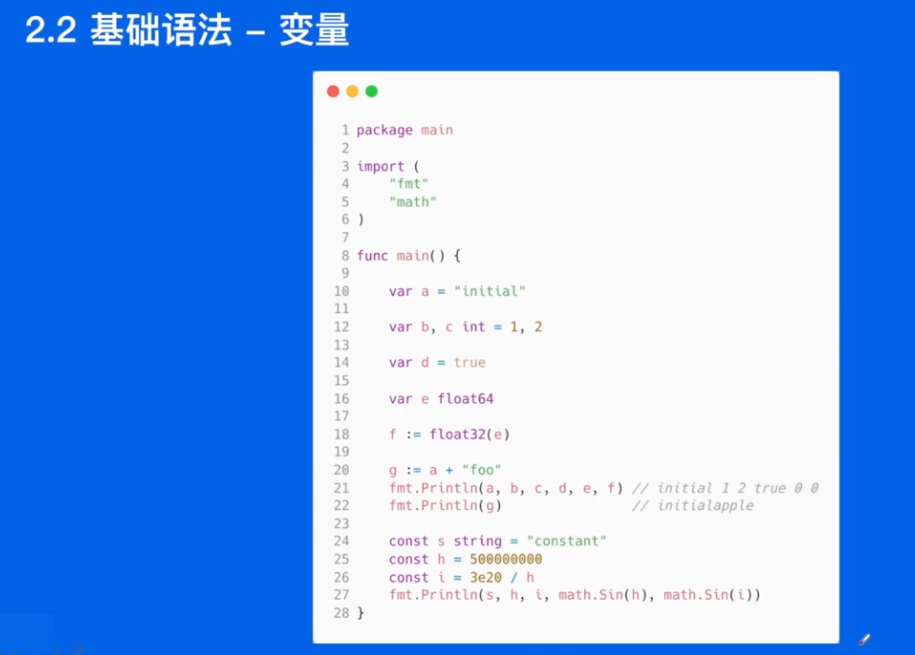 2.2 基础语法 – 变量
1 package main
2
3 import (
4     "fmt"
5     "math"
6 )
7
8 func main() {
9
10     var a = "initial"
11
12     var b, c int = 1, 2
13
14     var d = true
15
16     var e float64
17
18     f := float32(e)
19
20     g := a + "foo"
21     fmt.Println(a, b, c, d, e, f) // initial 1 2 true 0 0
22     fmt.Println(g)                // initialapple
23
24     const s string = "constant"
25     const h = 500000000
26     const i = 3e20 / h
27     fmt.Println(s, h, i, math.Sin(h), math.Sin(i))
28 }